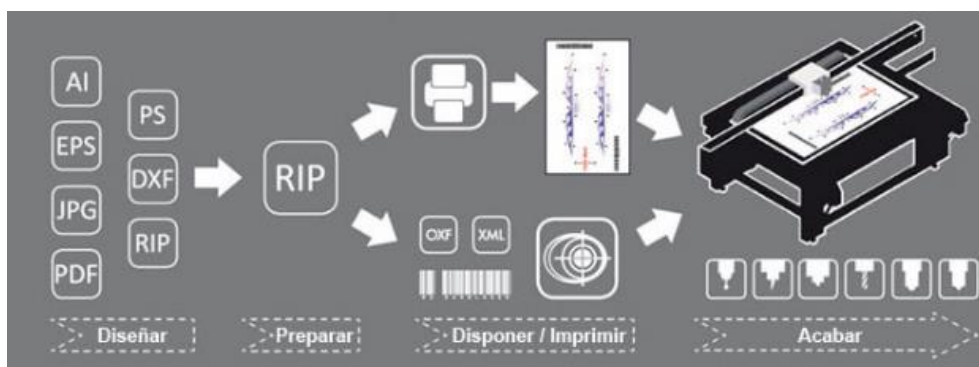 AI
EPS
JPG
PDF
PS
DXF
RIP
RIP
OXF
XML
Diseñar
Preparar
Disponer / Imprimir
Acabar